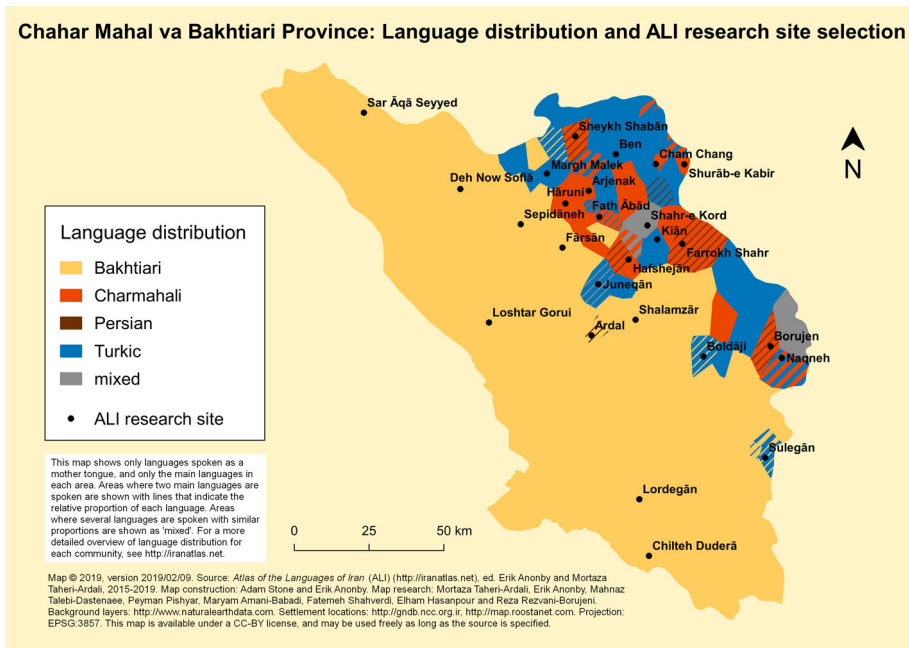 Chahar Mahal va Bakhtiari Province: Language distribution and ALI research site selection
Sar Āqā Seyyed
Sheykh Shabān
Ben
Cham Chang
Margh Malek
Shurāb-e Kabir
Deh Now Soflā
Arjenak
Hāruni
Fath Ābād
Sepidāneh
Shahr-e Kord
Kiān
Fārsān
Farrokh Shahr
Hafshejān
Juneqān
Loshtar Gorui
Shalamzār
Ardal
Borujen
Boldāji
Naqneh
Sulegān
Lordegān
Chilteh Duderā
N
Language distribution
Bakhtiari
Charmahali
Persian
Turkic
mixed
ALI research site
This map shows only languages spoken as a
mother tongue, and only the main languages in
each area. Areas where two main languages are
spoken are shown with lines that indicate the
relative proportion of each language. Areas
where several languages are spoken with similar
proportions are shown as 'mixed'. For a more
detailed overview of language distribution for
each community, see http://iranatlas.net.
0 25 50 km
Map © 2019, version 2019/02/09. Source: Atlas of the Languages of Iran (ALI) (http://iranatlas.net), ed. Erik Anonby and Mortaza
Taheri-Ardali, 2015-2019. Map construction: Adam Stone and Erik Anonby. Map research: Mortaza Taheri-Ardali, Erik Anonby, Mahnaz
Talebi-Dastenaee, Peyman Pishyar, Maryam Amani-Babadi, Fatemeh Shahverdi, Elham Hasanpour and Reza Rezvani-Borujeni.
Background layers: http://www.naturalearthdata.com. Settlement locations: http://gndb.ncc.org.ir, http://map.roostanet.com. Projection:
EPSG:3857. This map is available under a CC-BY license, and may be used freely as long as the source is specified.